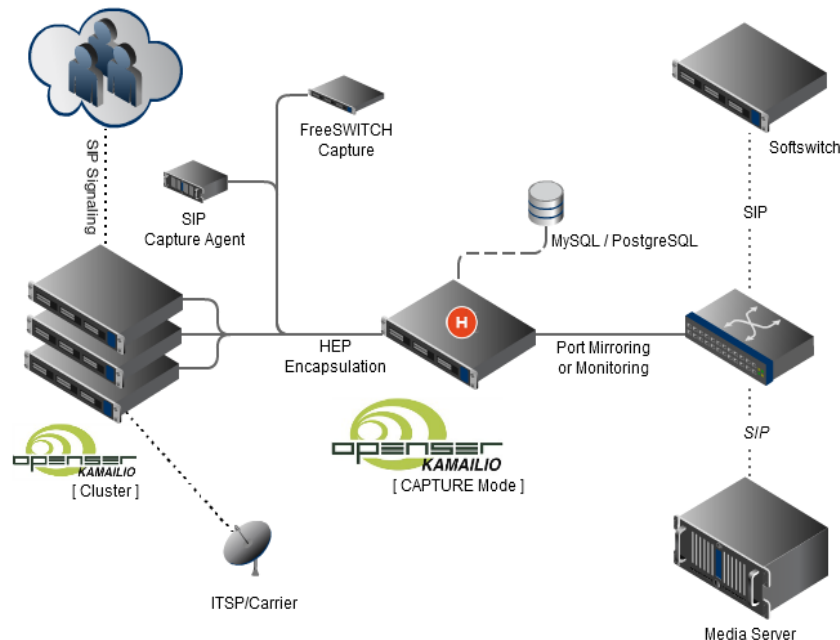 FreeSWITCH
Capture
Softswitch
SIP Signaling
SIP
Capture Agent
MySQL / PostgreSQL
SIP
H
HEP
Encapsulation
Port Mirroring
or Monitoring
openser
KAMAILIO
[ Cluster ]
openser
KAMAILIO
[ CAPTURE Mode ]
SIP
ITSP/Carrier
Media Server